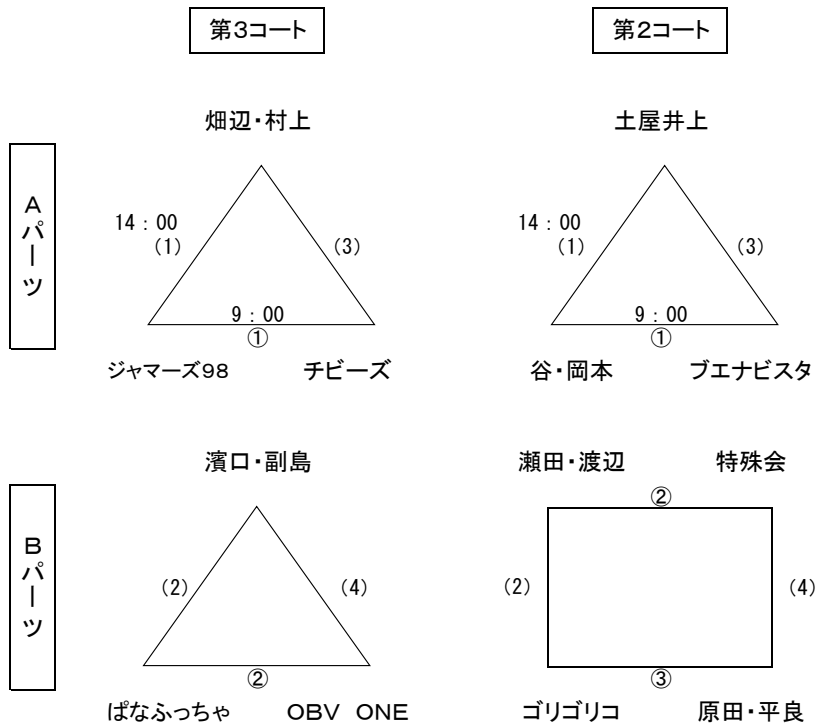 第3コート 第2コート
畑辺・村上 土屋井上
Aパーツ
14:00 14:00
(1) (3) (1) (3)
9:00 9:00
① ①
ジャマーズ98 チビーズ 谷・岡本 ブエナビスタ
濱口・副島 瀬田・渡辺 特殊会
Bパーツ
②
(2) (4) (2) (4)
② ③
ぱなふっちゃ OBV ONE ゴリゴリコ 原田・平良